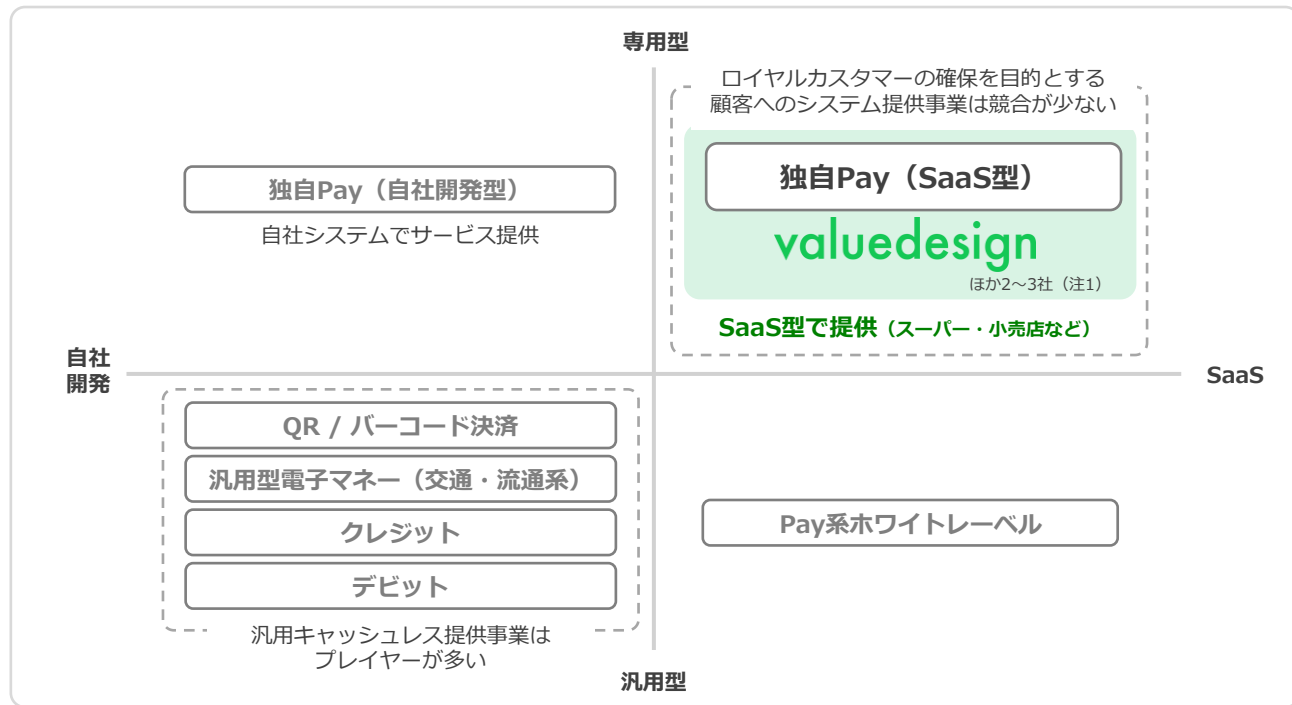 専用型
ロイヤルカスタマーの確保を目的とする
顧客へのシステム提供事業は競合が少ない
独自Pay（自社開発型）
自社システムでサービス提供
独自Pay（SaaS型）
valuedesign
ほか2～3社（注1）
SaaS型で提供（スーパー・小売店など）
自社
開発
SaaS
QR / バーコード決済
汎用型電子マネー（交通・流通系）
クレジット
デビット
汎用キャッシュレス提供事業は
プレイヤーが多い
Pay系ホワイトレーベル
汎用型